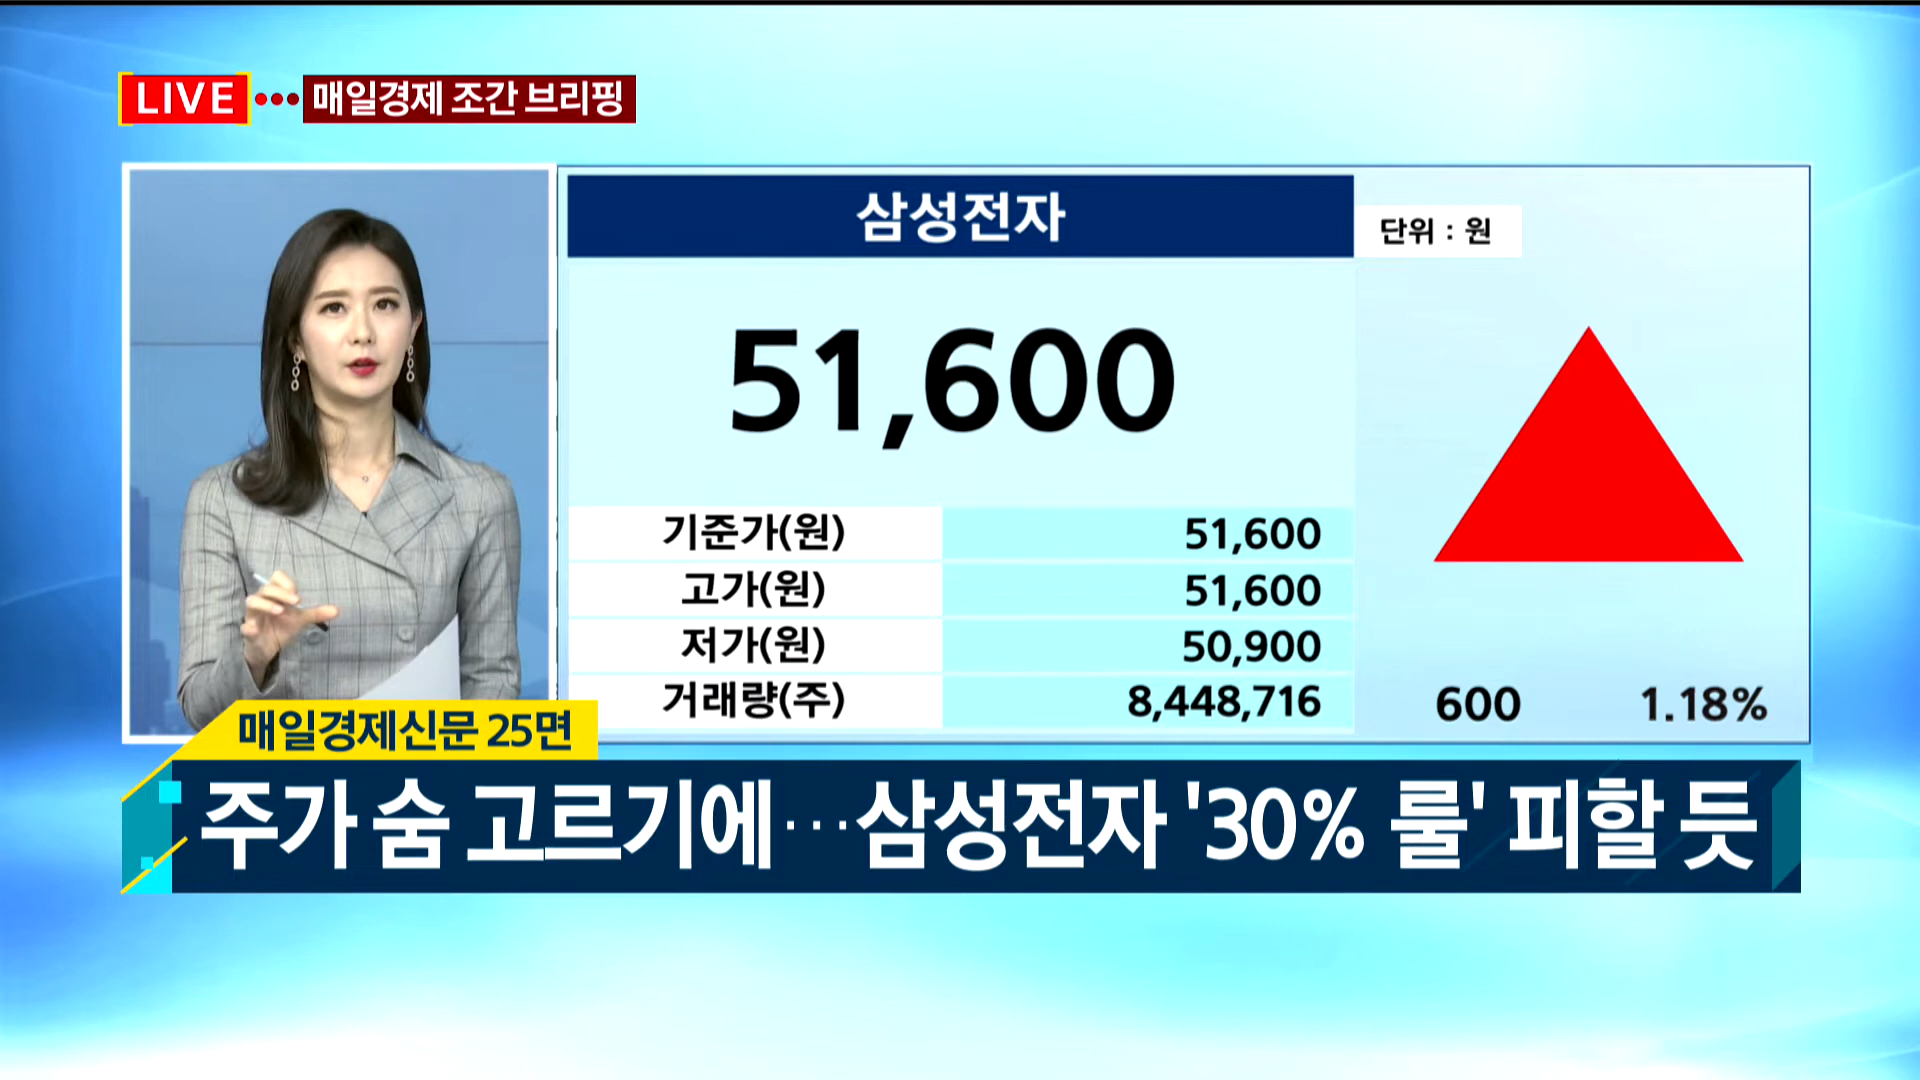 LIVE 매일경제 조간 브리핑
삼성전자
단위 : 원
51,600
기준가(원) 51,600
고가(원) 51,600
저가(원) 50,900
거래량(주) 8,448,716
600 1.18%
매일경제신문 25면
주가 숨 고르기에…삼성전자 '30% 룰' 피할 듯